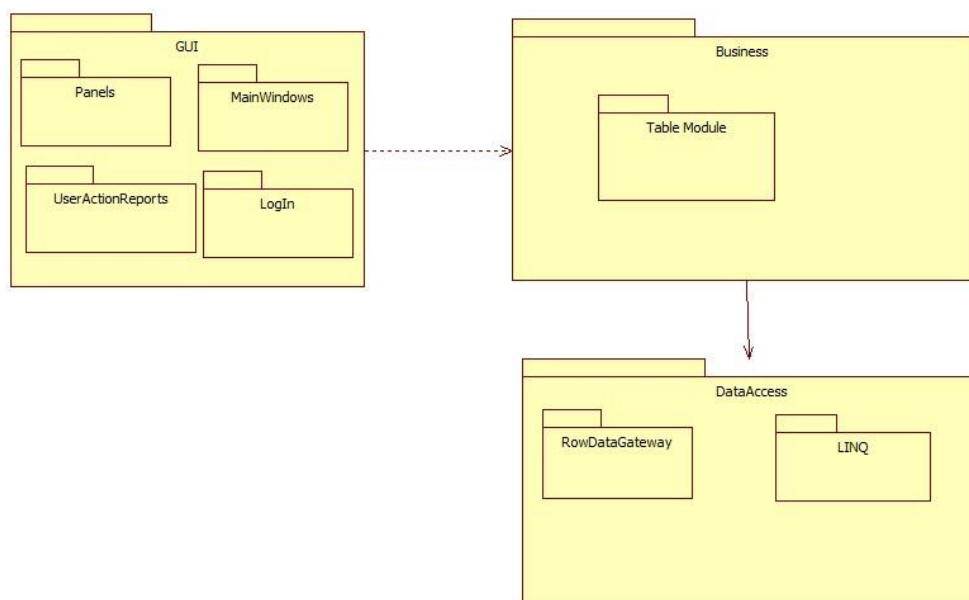 GUI
Panels
MainWindows
UserActionReports
LogIn
Business
Table Module
DataAccess
RowDataGateway
LINQ